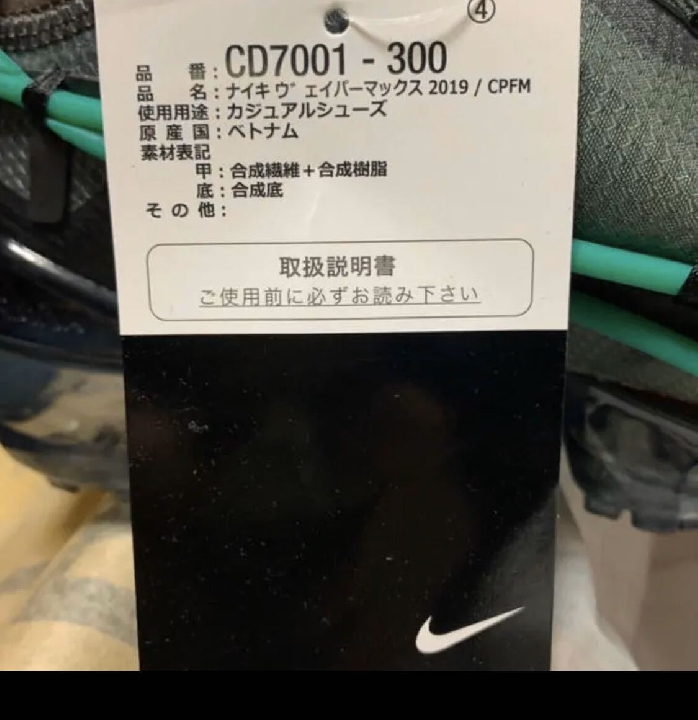 ④
品　　番：CD7001 - 300
品　　名：ナイキ ヴェイパーマックス 2019 / CPFM
使用用途：カジュアルシューズ
原 産 国：ベトナム
素材表記
甲：合成繊維＋合成樹脂
底：合成底
そ の 他：
取扱説明書
ご使用前に必ずお読み下さい